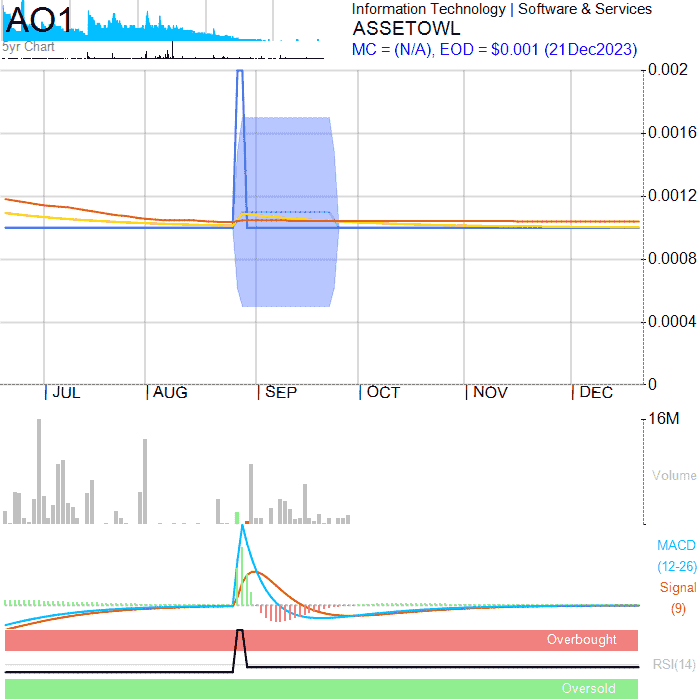 AO1
5yr Chart
Information Technology | Software & Services
ASSETOWL
MC = (N/A), EOD = $0.001 (21Dec2023)
0.002
0.0016
0.0012
0.0008
0.0004
0
JUL AUG SEP OCT NOV DEC
16M
Volume
MACD
(12-26)
Signal
(9)
Overbought
RSI(14)
Oversold